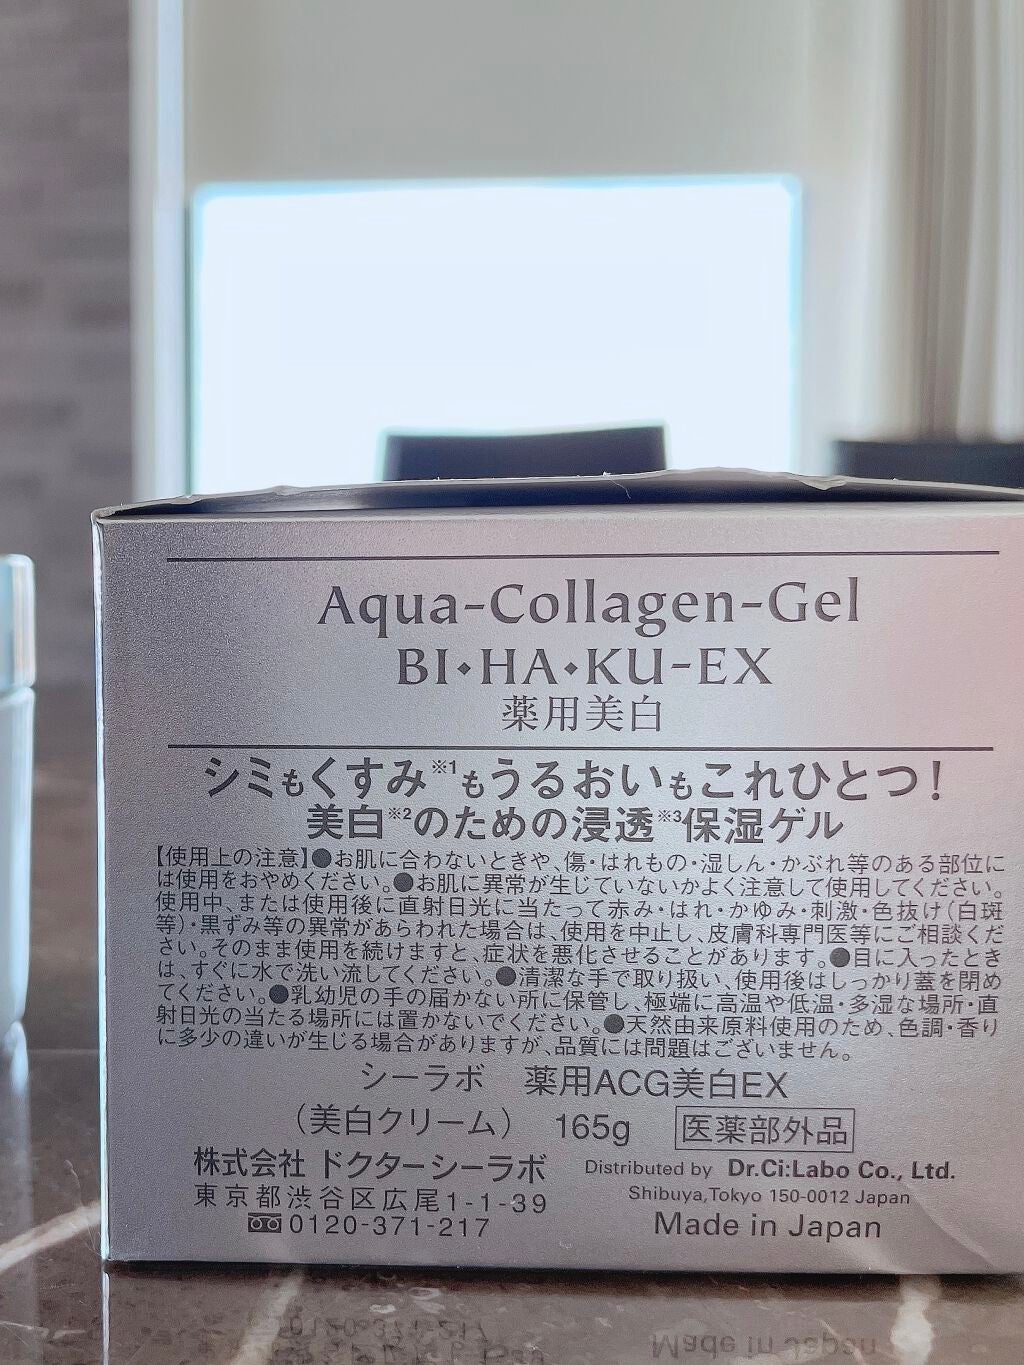 Aqua-Collagen-Gel
BI・HA・KU-EX
薬用美白
シミもくすみ※1もうるおいもこれひとつ!
美白※2のための浸透※3保湿ゲル
【使用上の注意】●お肌に合わないときや、傷・はれもの・湿しん・かぶれ等のある部位に
は使用をおやめください。●お肌に異常が生じていないかよく注意して使用してください。
使用中、または使用後に直射日光に当たって赤み・はれ・かゆみ・刺激・色抜け(白斑
等)・黒ずみ等の異常があらわれた場合は、使用を中止し、皮膚科専門医等にご相談くだ
さい。そのまま使用を続けますと、症状を悪化させることがあります。●目に入ったとき
は、すぐに水で洗い流してください。●清潔な手で取り扱い、使用後はしっかり蓋を閉め
てください。●乳幼児の手の届かない所に保管し、極端に高温や低温・多湿な場所・直
射日光の当たる場所には置かないでください。●天然由来原料使用のため、色調・香り
に多少の違いが生じる場合がありますが、品質には問題はございません。
シーラボ 薬用ACG美白EX
(美白クリーム) 165g 医薬部外品
株式会社 ドクターシーラボ
東京都渋谷区広尾1-1-39
0120-371-217
Distributed by Dr.Ci:Labo Co., Ltd.
Shibuya,Tokyo 150-0012 Japan
Made in Japan